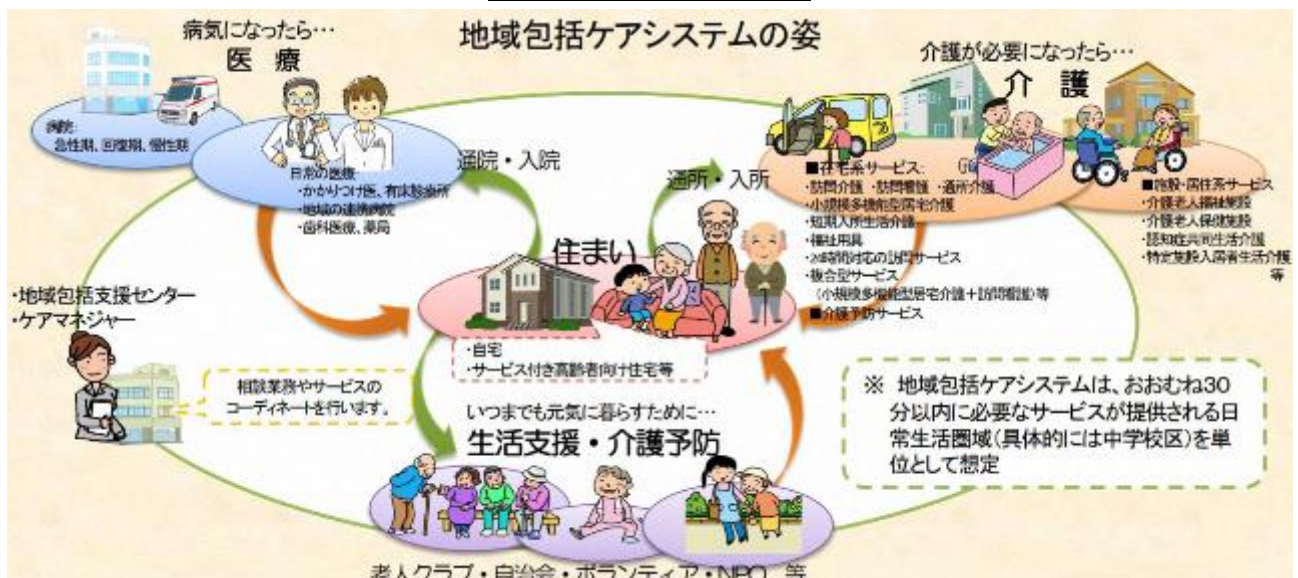 地域包括ケアシステムの姿
病気になったら…
医 療
病院:
急性期、回復期、慢性期
日常の医療:
・かかりつけ医、有床診療所
・地域の連携病院
・歯科医療、薬局
通院・入院
通所・入所
介護が必要になったら…
介 護
■在宅系サービス:
・訪問介護 ・訪問看護 ・通所介護
・小規模多機能型居宅介護
・短期入所生活介護
・福祉用具
・24時間対応の訪問サービス
・複合型サービス
(小規模多機能型居宅介護+訪問看護)等
■介護予防サービス
■施設・居住系サービス
・介護老人福祉施設
・介護老人保健施設
・認知症共同生活介護
・特定施設入居者生活介護
等
住まい
・自宅
・サービス付き高齢者向け住宅等
・地域包括支援センター
・ケアマネジャー
相談業務やサービスの
コーディネートを行います。
いつまでも元気に暮らすために…
生活支援・介護予防
老人クラブ・自治会・ボランティア・NPO 等
※ 地域包括ケアシステムは、おおむね30
分以内に必要なサービスが提供される日
常生活圏域(具体的には中学校区)を単
位として想定